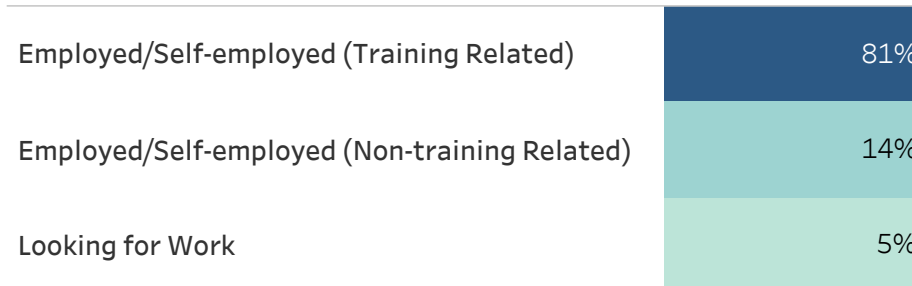 Employed/Self-employed (Training Related) 81%
Employed/Self-employed (Non-training Related) 14%
Looking for Work 5%